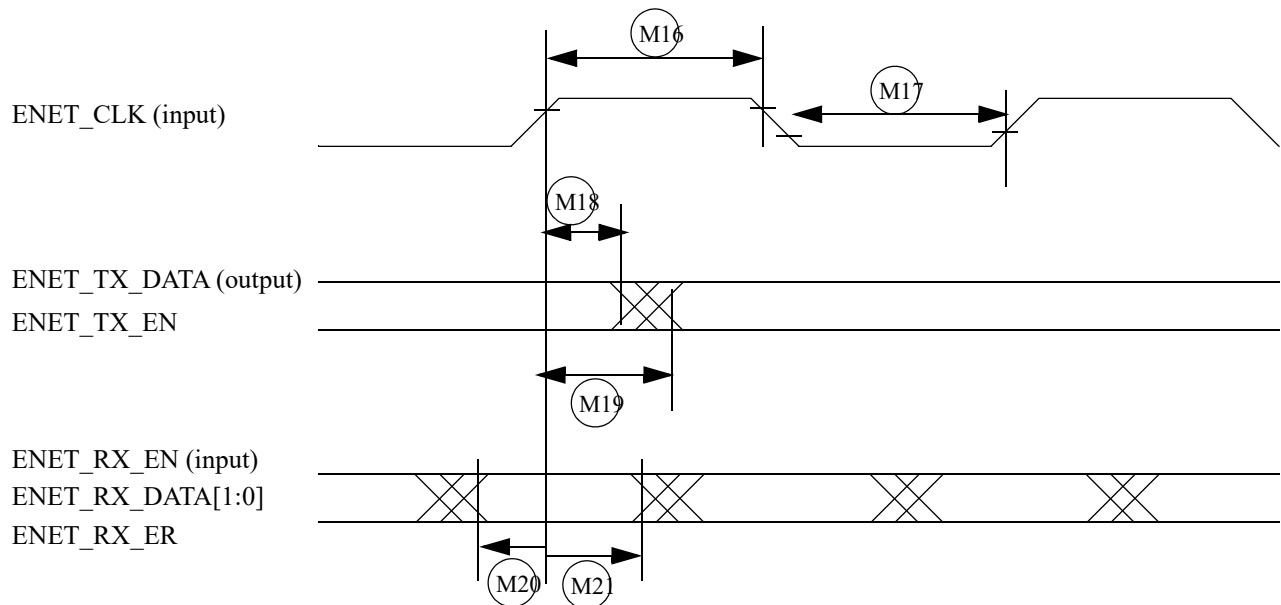 M16
M17
ENET_CLK (input)
M18
ENET_TX_DATA (output)
ENET_TX_EN
M19
ENET_RX_EN (input)
ENET_RX_DATA[1:0]
ENET_RX_ER
M20
M21